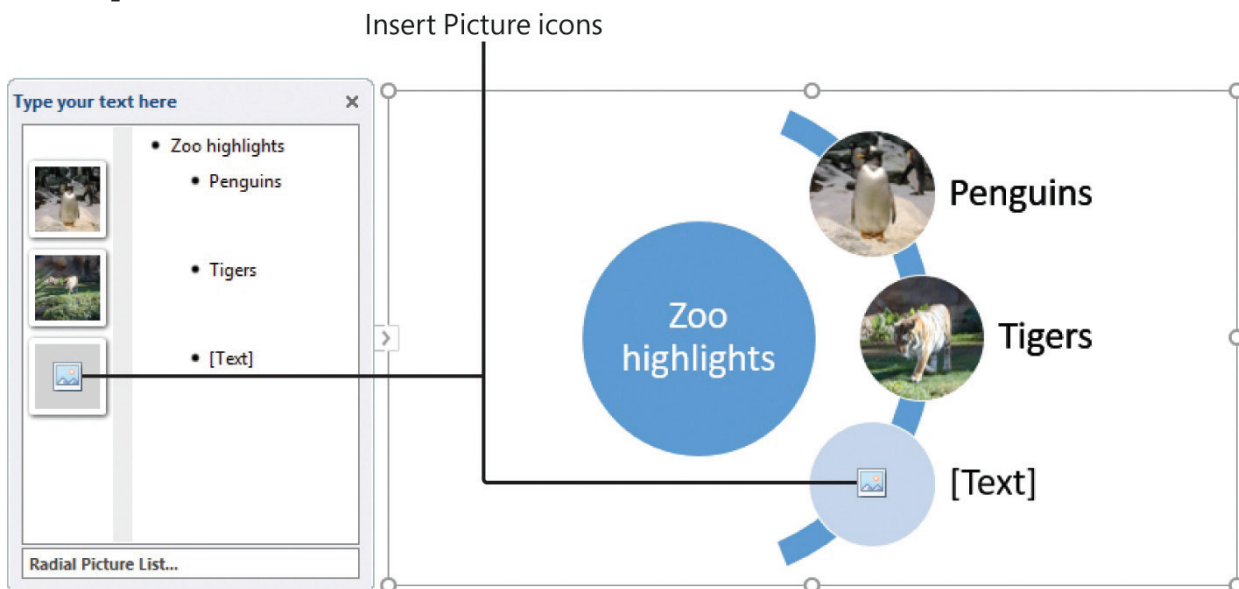 Insert Picture icons
Type your text here
• Zoo highlights
• Penguins
• Tigers
• [Text]
Radial Picture List...
Zoo
highlights
Penguins
Tigers
[Text]